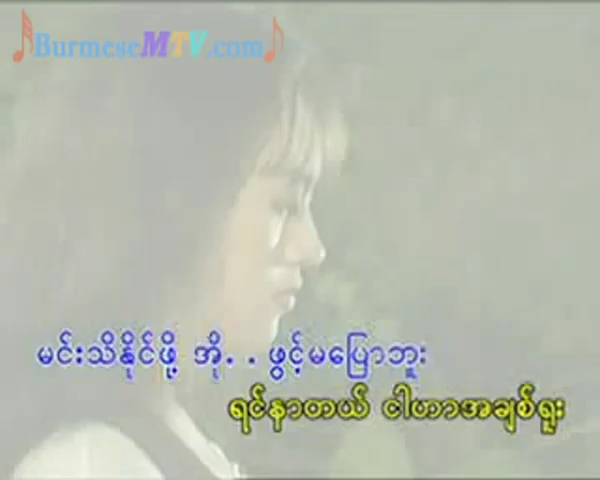 BurmeseMTV.com
မင်းသိနိုင်ဖို့ အို. . ဖွင့်မပြောဘူး
ရင်နာတယ် ငါဟာအချစ်ရူး